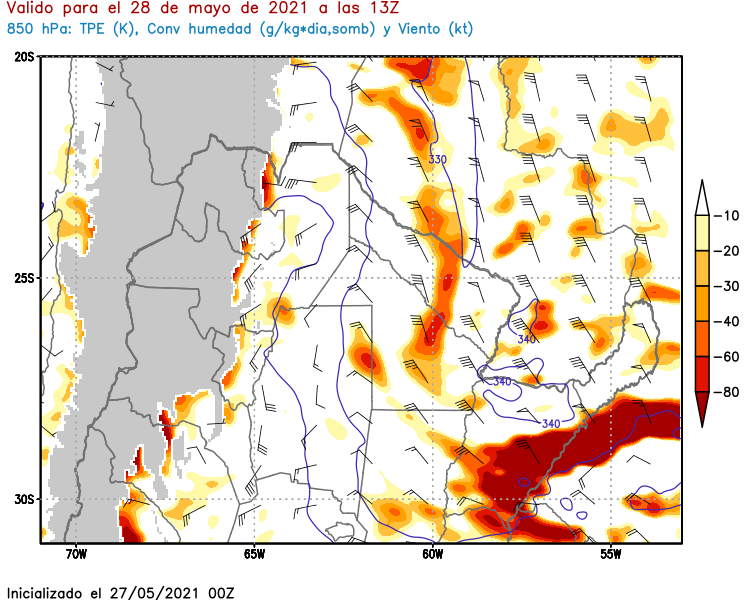 Valido para el 28 de mayo de 2021 a las 13Z
850 hPa: TPE (K), Conv humedad (g/kg*dia,somb) y Viento (kt)
20S
330
-10
-20
25S
-30
-40
340
-60
340
-80
340
30S
70W 65W 60W 55W
Inicializado el 27/05/2021 00Z